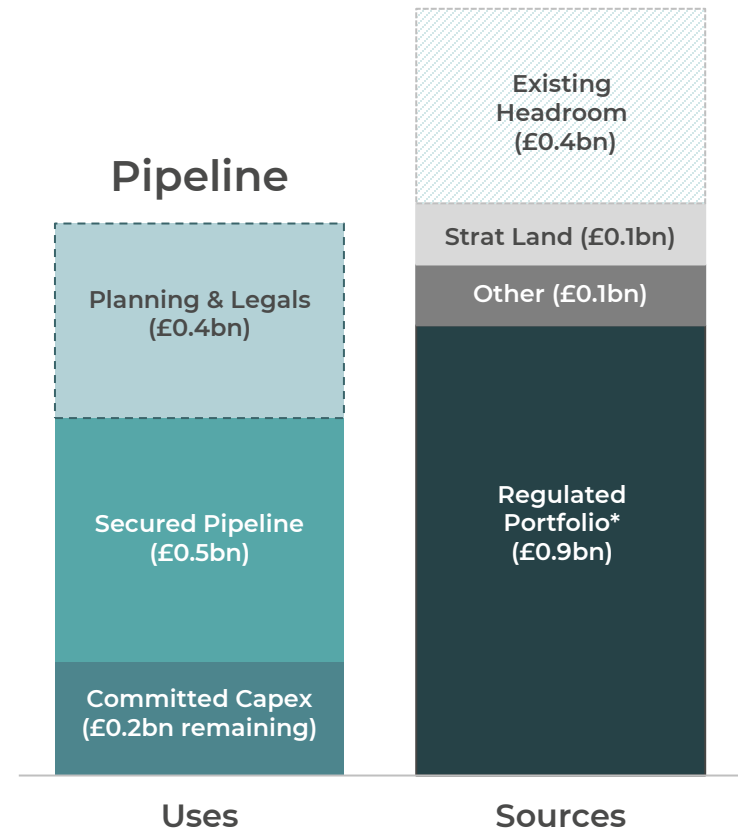 Pipeline
Planning & Legals
(£0.4bn)
Secured Pipeline
(£0.5bn)
Committed Capex
(£0.2bn remaining)
Uses
Existing
Headroom
(£0.4bn)
Strat Land (£0.1bn)
Other (£0.1bn)
Regulated
Portfolio*
(£0.9bn)
Sources